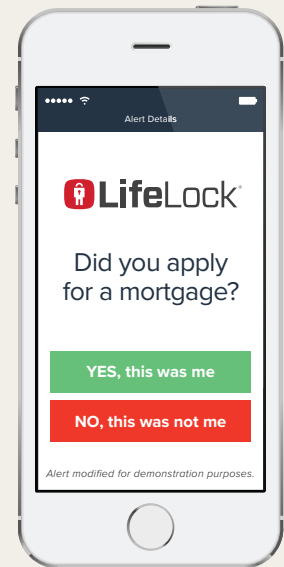 Alert Details
LifeLock
Did you apply
for a mortgage?
YES, this was me
NO, this was not me
Alert modified for demonstration purposes.